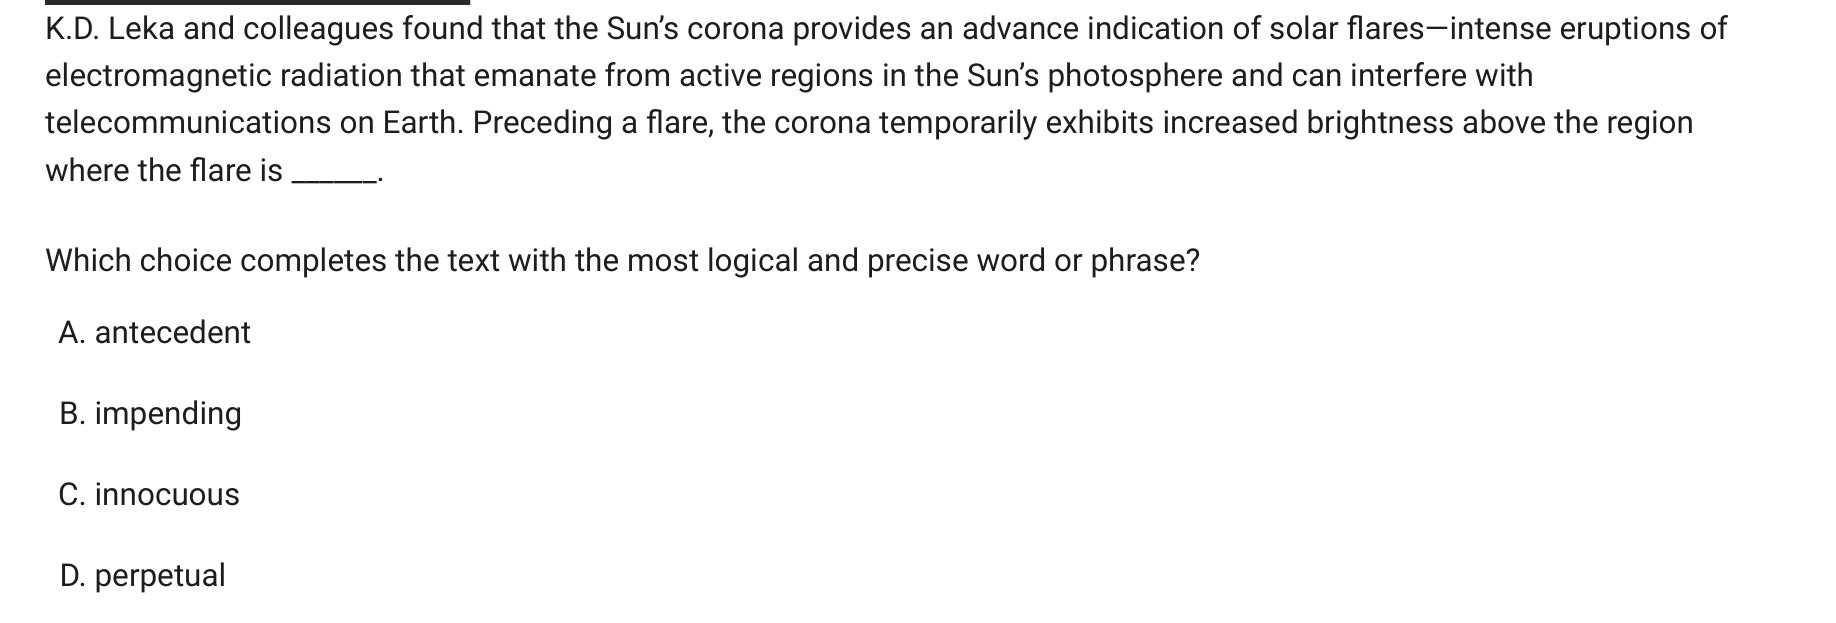 K.D. Leka and colleagues found that the Sun’s corona provides an advance indication of solar flares—intense eruptions of
electromagnetic radiation that emanate from active regions in the Sun’s photosphere and can interfere with
telecommunications on Earth. Preceding a flare, the corona temporarily exhibits increased brightness above the region
where the flare is ______.
Which choice completes the text with the most logical and precise word or phrase?
A. antecedent
B. impending
C. innocuous
D. perpetual